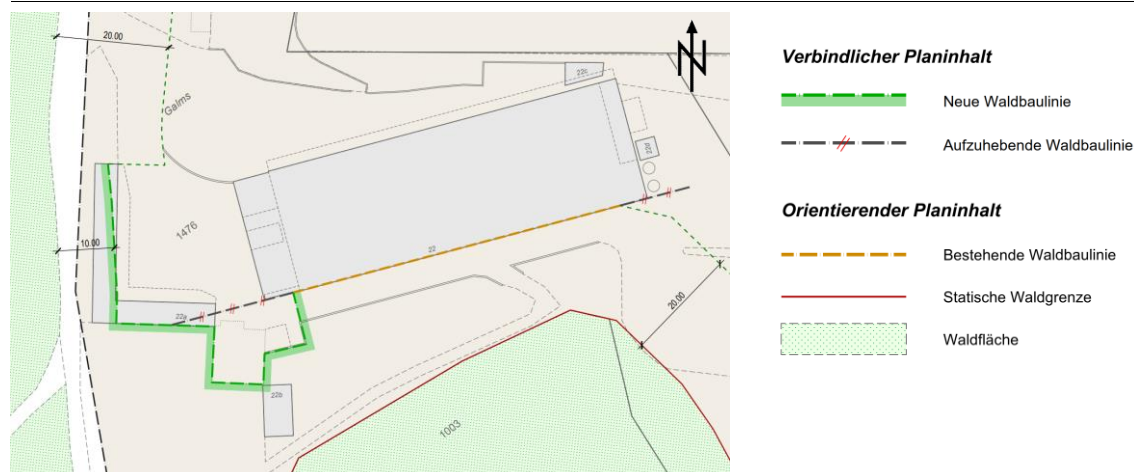 20.00
Galms
22c
N
22d
1476
22
10.00
22a
20.00
22b
1003
Verbindlicher Planinhalt
Neue Waldbaulinie
Aufzuhebende Waldbaulinie
Orientierender Planinhalt
Bestehende Waldbaulinie
Statische Waldgrenze
Waldfläche